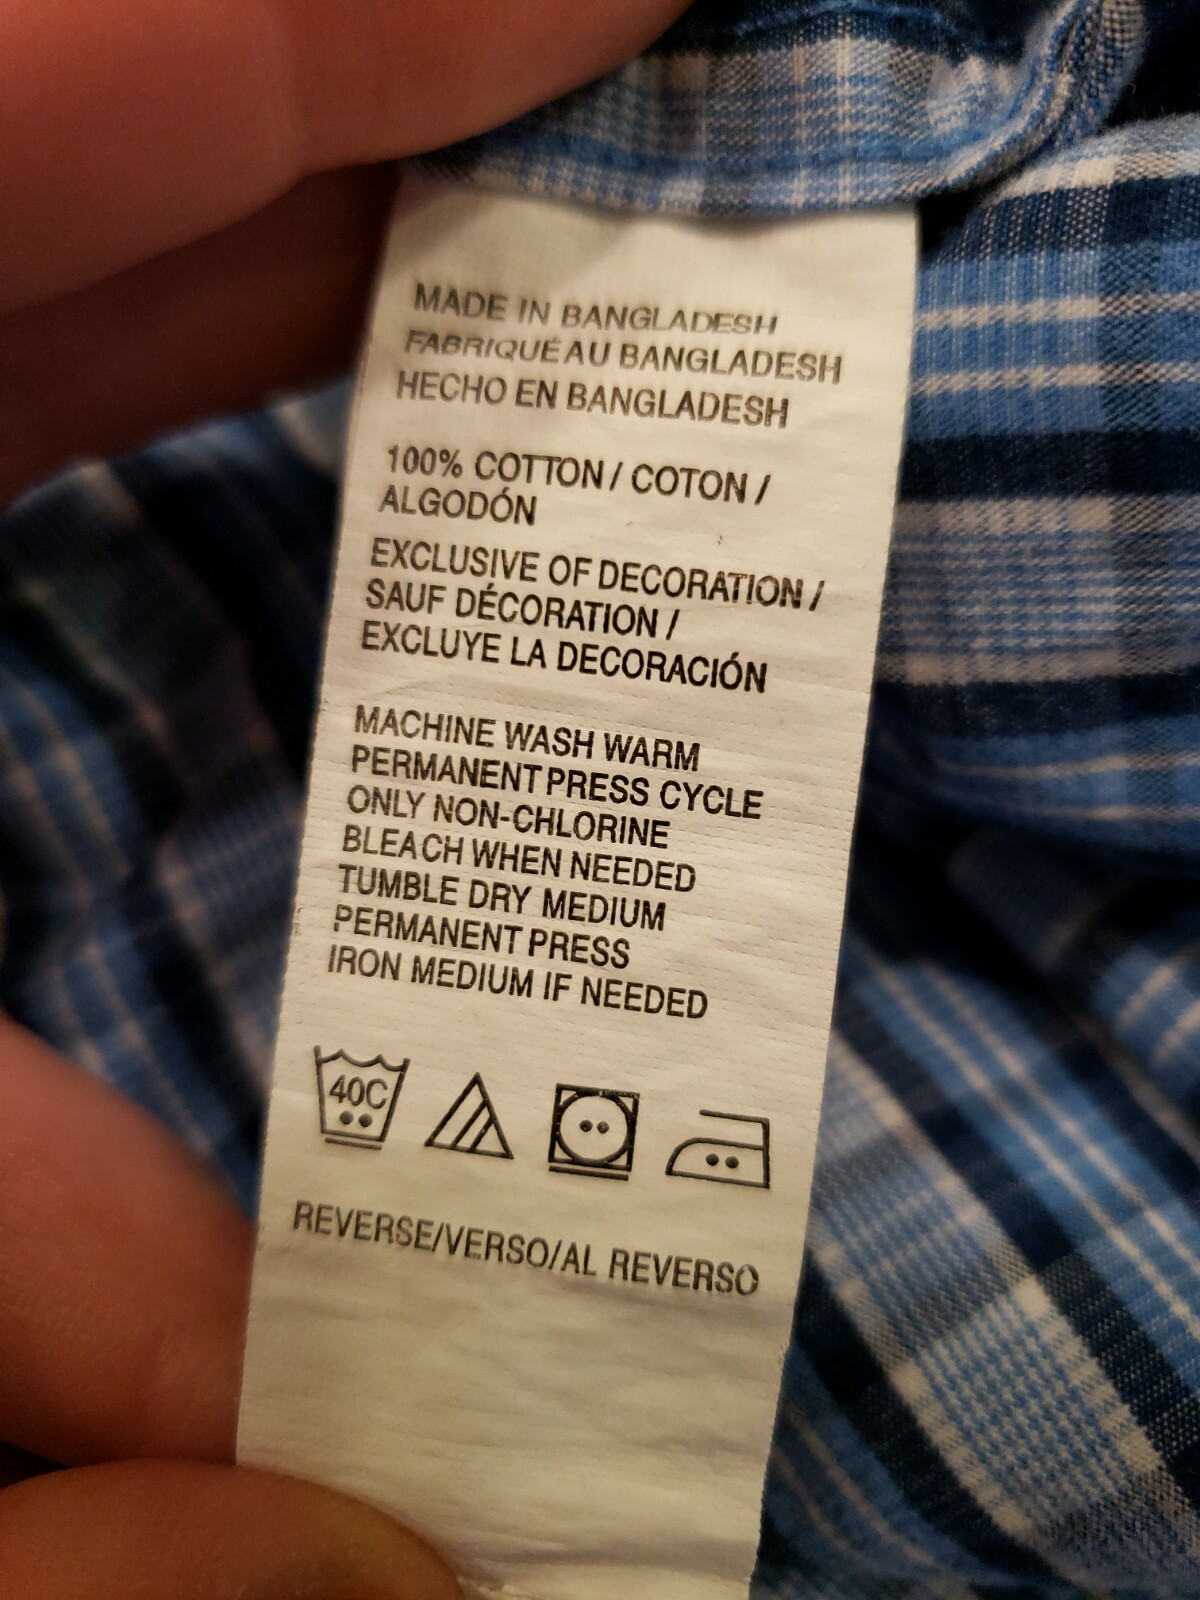 MADE IN BANGLADESH
FABRIQUÉ AU BANGLADESH
HECHO EN BANGLADESH
100% COTTON / COTON /
ALGODÓN
EXCLUSIVE OF DECORATION /
SAUF DÉCORATION /
EXCLUYE LA DECORACIÓN
MACHINE WASH WARM
PERMANENT PRESS CYCLE
ONLY NON-CHLORINE
BLEACH WHEN NEEDED
TUMBLE DRY MEDIUM
PERMANENT PRESS
IRON MEDIUM IF NEEDED
40C
REVERSE/VERSO/AL REVERSO